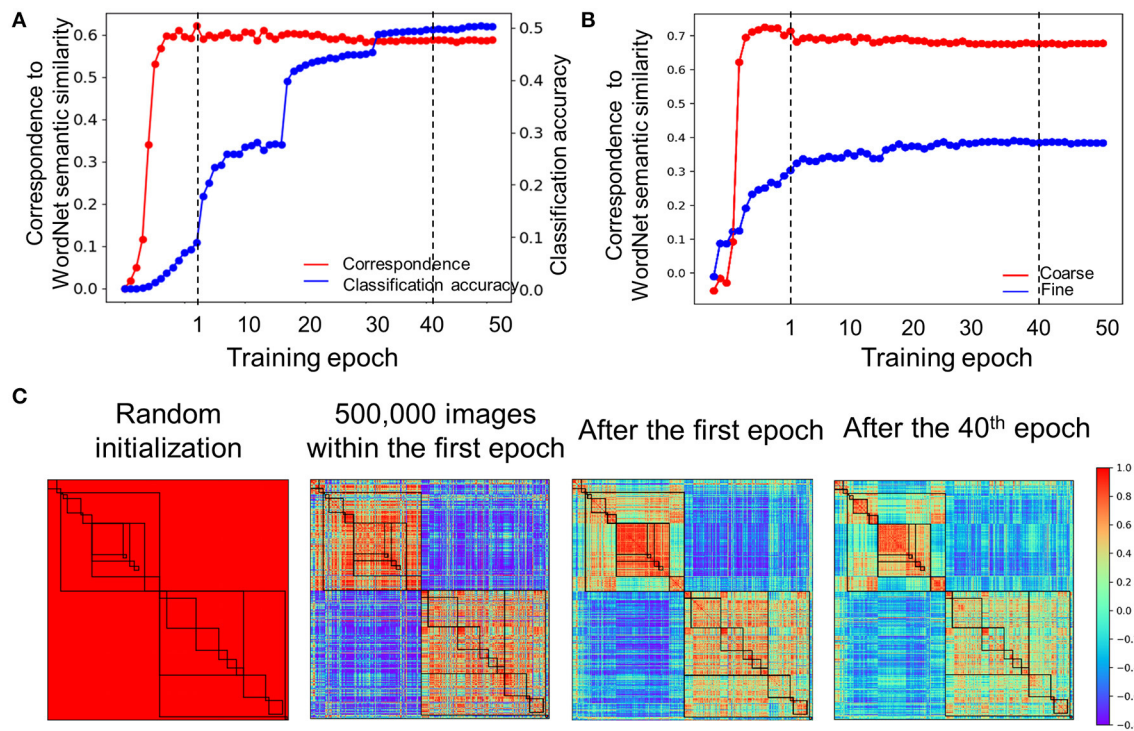 A
B
Correspondence to
WordNet semantic similarity
0.6
0.5
0.4
0.3
0.2
0.1
0.0
0.5
0.4
0.3
0.2
0.1
0.0
Classification accuracy
Correspondence
Classification accuracy
1 10 20 30 40 50
Training epoch
Correspondence to
WordNet semantic similarity
0.7
0.6
0.5
0.4
0.3
0.2
0.1
0.0
Coarse
Fine
1 10 20 30 40 50
Training epoch
C
Random
initialization
500,000 images
within the first epoch
After the first epoch
After the 40th epoch
1.0
0.8
0.6
0.4
0.2
0.0
−0.
−0.
−0.
−0.